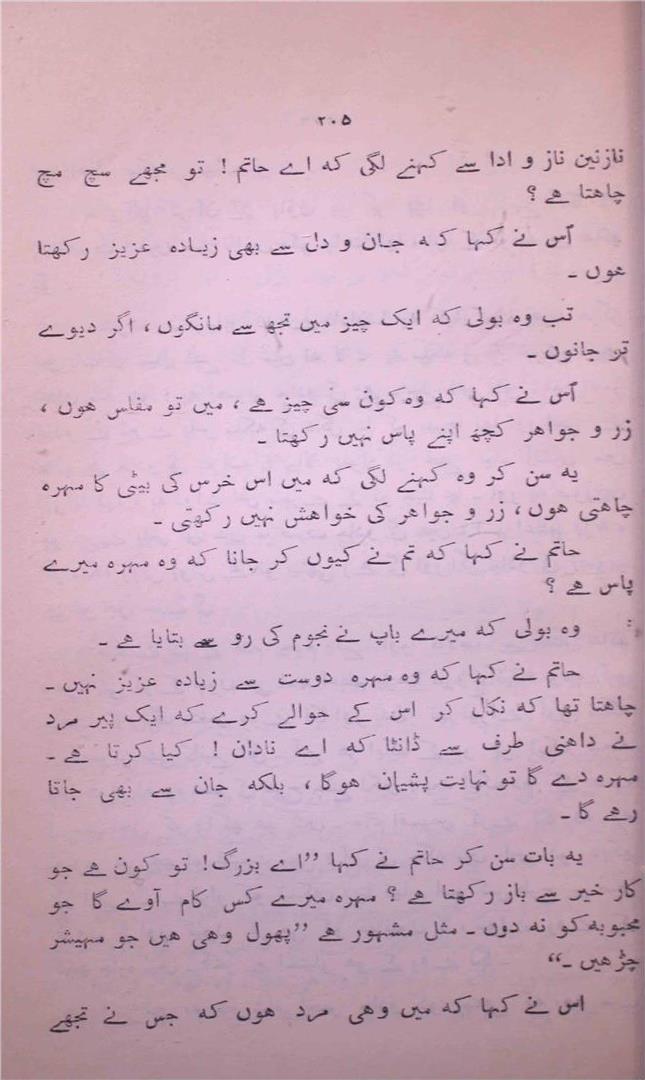 ۲۰۵
نازنین ناز و ادا سے کہنے لگی کہ اے حاتم ! تو مجھے سچ مچ
چاہتا ہے ؟
اُس نے کہا کہ جان و دل سے بھی زیادہ عزیز رکھتا
ہوں ۔
تب وہ بولی کہ ایک چیز میں تجھ سے مانگوں ، اگر دیوے
تر جانوں ۔
اُس نے کہا کہ وہ کون سی چیز ہے ، میں تو مفلس ہوں ،
زر و جواہر کچھ اپنے پاس نہیں رکھتا ۔
یہ سن کر وہ کہنے لگی کہ میں اس خرس کی بیٹی کا مہرہ
چاہتی ہوں ، زر و جواہر کی خواہش نہیں رکھتی ۔
حاتم نے کہا کہ تم نے کیوں کر جانا کہ وہ مہرہ میرے
پاس ہے ؟
وہ بولی کہ میرے باپ نے نجوم کی رو سے بتایا ہے ۔
حاتم نے کہا کہ وہ مہرہ دوست سے زیادہ عزیز نہیں ۔
چاہتا تھا کہ نکال کر اس کے حوالے کرے کہ ایک پیر مرد
نے داہنی طرف سے ڈانٹا کہ اے نادان ! کیا کرتا ہے ۔
مہرہ دے گا تو نہایت پشیان ہوگا ، بلکہ جان سے بھی جاتا
رہے گا ۔
یہ بات سن کر حاتم نے کہا ”اے بزرگ! تو کون ہے جو
کار خیر سے باز رکھتا ہے ؟ مہرہ میرے کس کام آوے گا جو
محبوبہ کو نہ دوں ۔ مثل مشہور ہے ”پھول وہی ہیں جو مہیشر
چڑھیں ۔“
اس نے کہا کہ میں وہی مرد ہوں کہ جس نے تجھے